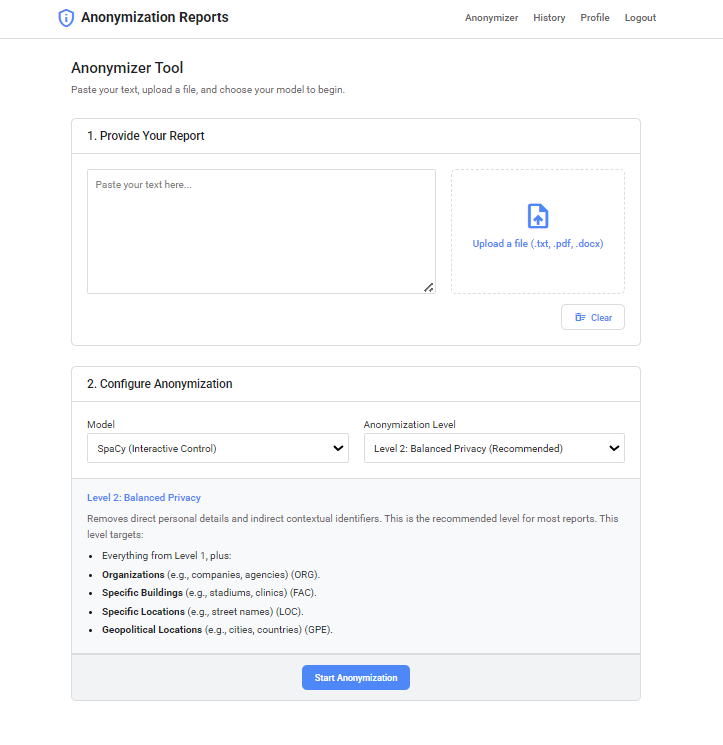 Anonymization Reports
Anonymizer History Profile Logout
Anonymizer Tool
Paste your text, upload a file, and choose your model to begin.
1. Provide Your Report
Paste your text here...
Upload a file (.txt, .pdf, .docx)
Clear
2. Configure Anonymization
Model
SpaCy (Interactive Control)
Anonymization Level
Level 2: Balanced Privacy (Recommended)
Level 2: Balanced Privacy
Removes direct personal details and indirect contextual identifiers. This is the recommended level for most reports. This
level targets:
Everything from Level 1, plus:
Organizations (e.g., companies, agencies) (ORG).
Specific Buildings (e.g., stadiums, clinics) (FAC).
Specific Locations (e.g., street names) (LOC).
Geopolitical Locations (e.g., cities, countries) (GPE).
Start Anonymization